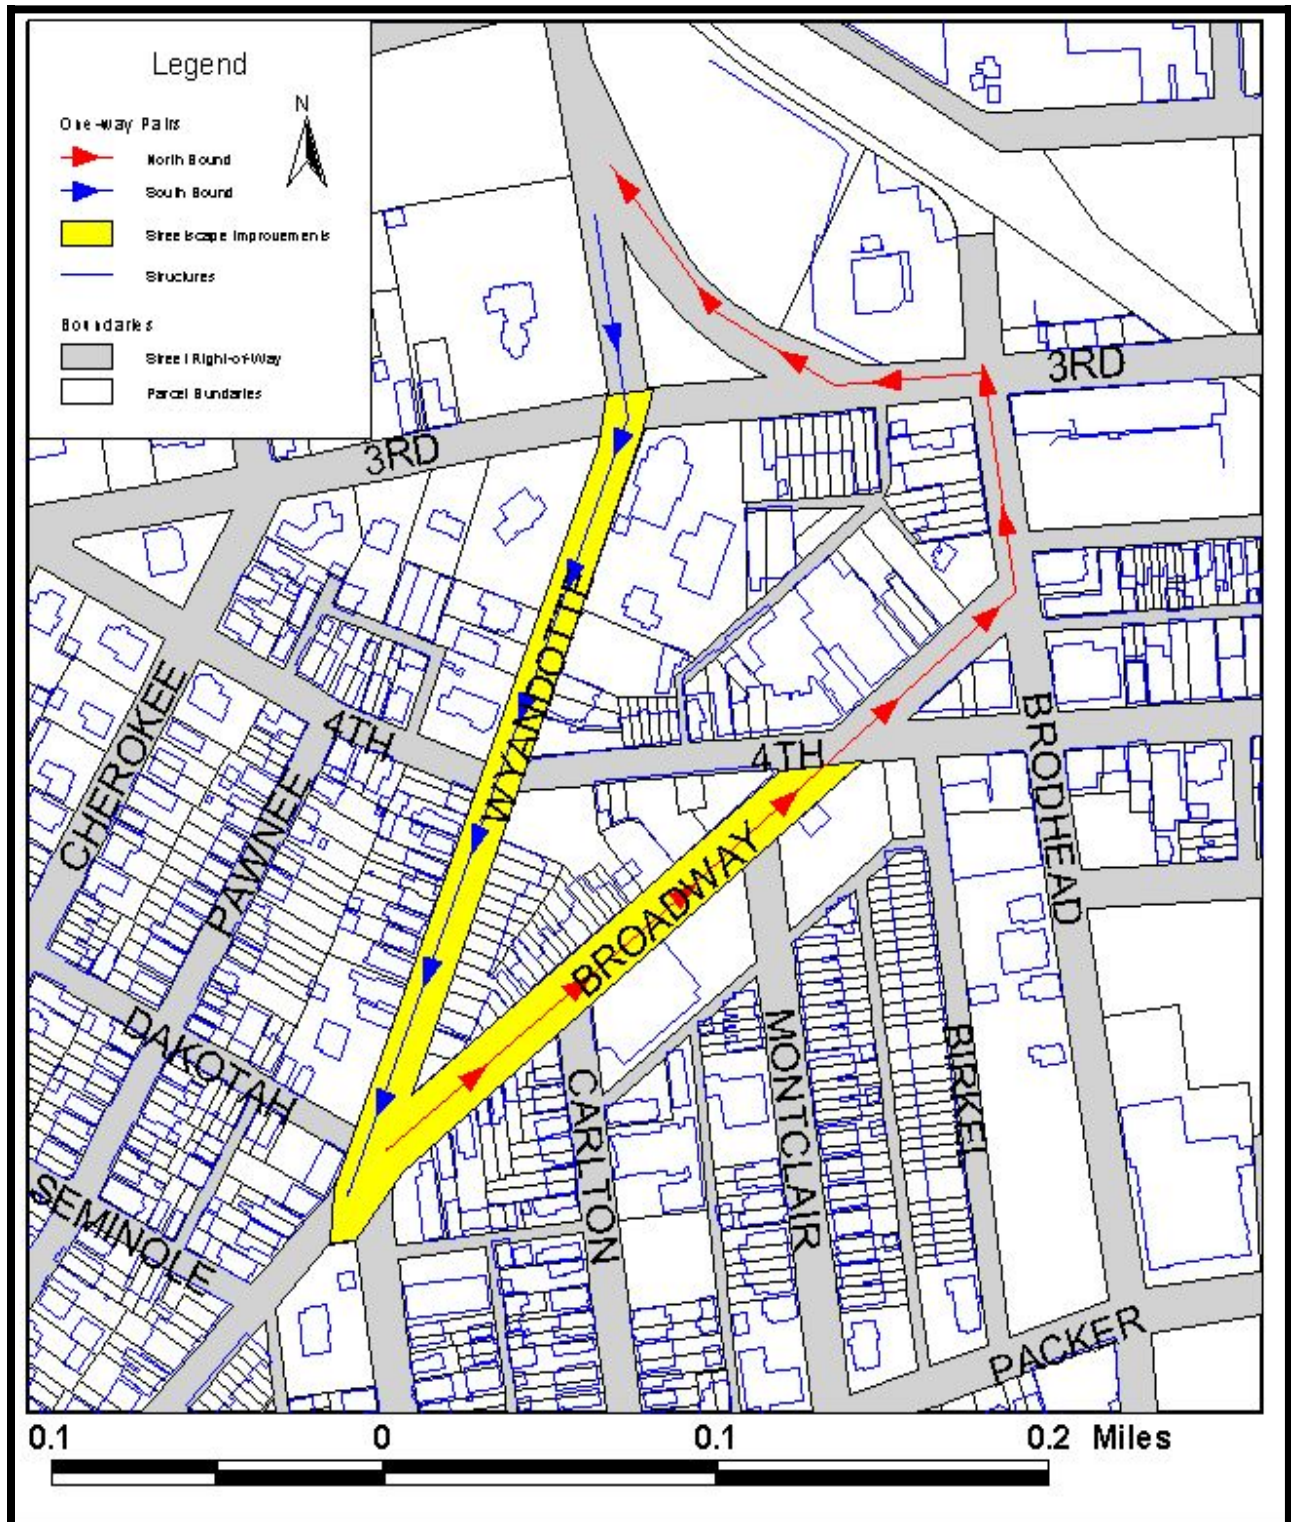 Legend
N
One-way Pairs
North Bound
South Bound
Streetscape Improvements
Structures
Boundaries
Street Right-of-Way
Parcel Bundaries
3RD
3RD
WYANDOTTE
CHEROKEE
4TH
4TH
PAWNEE
BROADWAY
BRODHEAD
DAKOTAH
CARLTON
MONTCLAIR
BIRKEL
SEMINOLE
PACKER
0.1 0 0.1 0.2 Miles